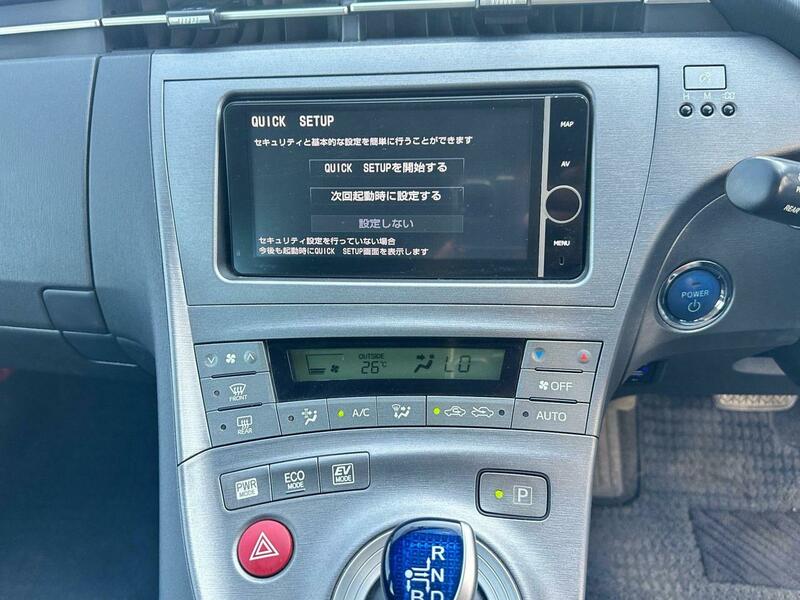 QUICK SETUP
セキュリティと基本的な設定を簡単に行うことができます
QUICK SETUPを開始する
次回起動時に設定する
設定しない
セキュリティ設定を行っていない場合
今後も起動時にQUICK SETUP画面を表示します
MAP
AV
MENU
H M :00
REAR
POWER
OUTSIDE
26℃
LO
FRONT
OFF
REAR
A/C
AUTO
PWR
MODE
ECO
MODE
EV
MODE
P
R
N
B D